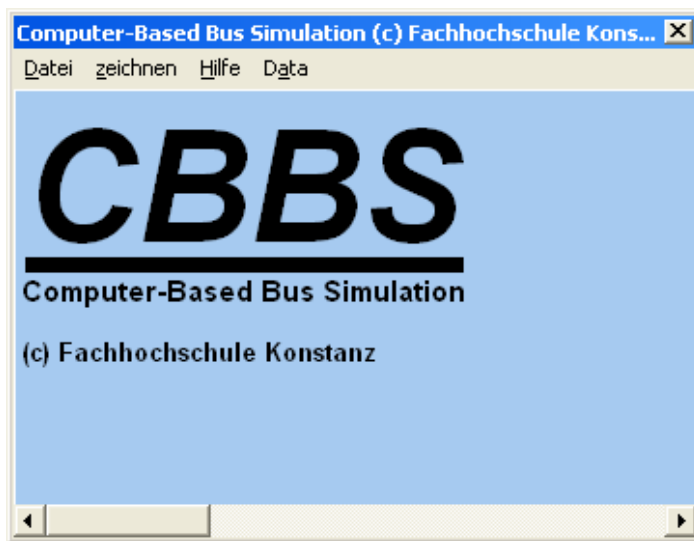 Computer-Based Bus Simulation (c) Fachhochschule Kons...
Datei zeichnen Hilfe Data
CBBS
Computer-Based Bus Simulation
(c) Fachhochschule Konstanz